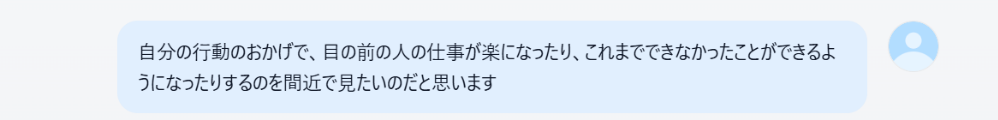 自分の行動のおかげで、目の前の人の仕事が楽になったり、これまでできなかったことができるよ
うになったりするのを間近で見たいのだと思います